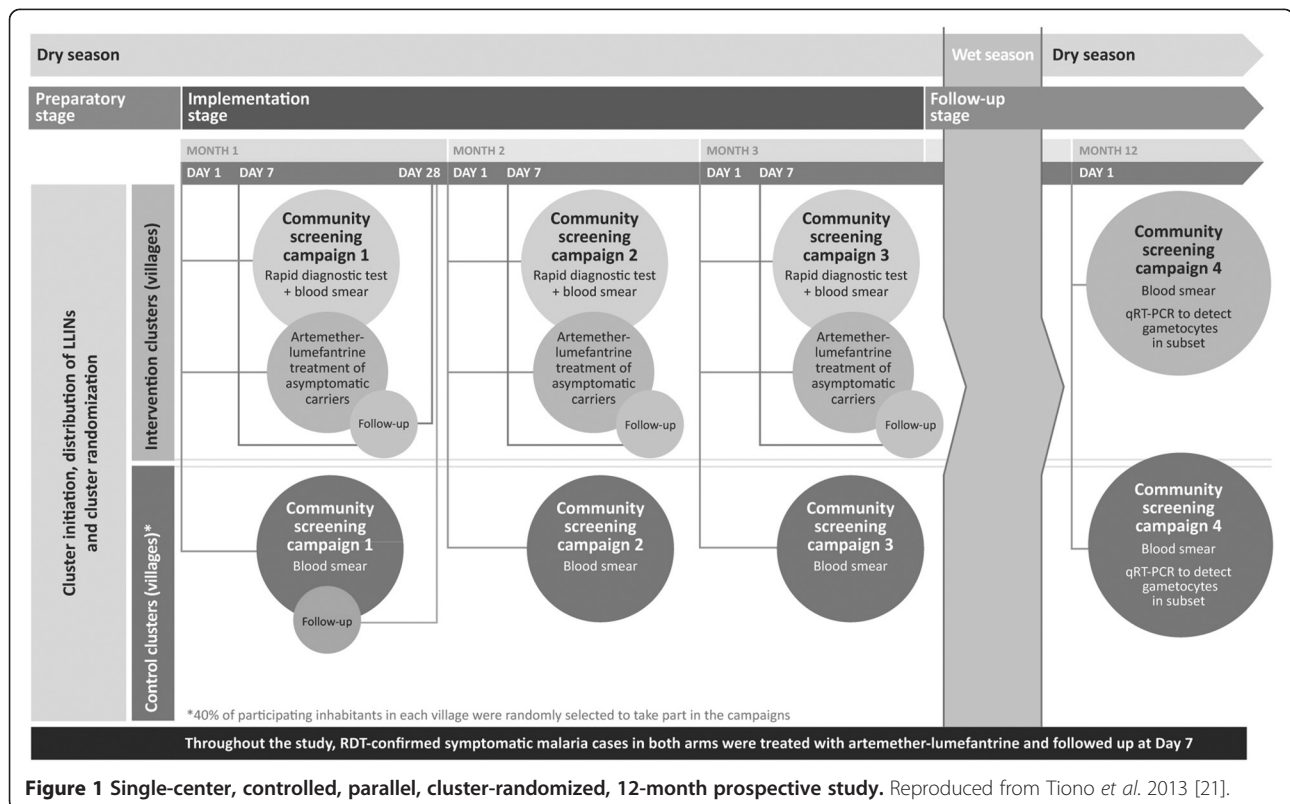 Dry season
Wet season
Dry season
Preparatory
stage
Implementation
stage
Follow-up
stage
MONTH 1
MONTH 2
MONTH 3
MONTH 12
DAY 1
DAY 7
DAY 28
DAY 1
DAY 7
DAY 1
DAY 7
DAY 1
Cluster initiation, distribution of LLINs
and cluster randomization
Intervention clusters (villages)
Community
screening
campaign 1
Rapid diagnostic test
+ blood smear
Artemether-
lumefantrine
treatment of
asymptomatic
carriers
Follow-up
Community
screening
campaign 2
Rapid diagnostic test
+ blood smear
Artemether-
lumefantrine
treatment of
asymptomatic
carriers
Follow-up
Community
screening
campaign 3
Rapid diagnostic test
+ blood smear
Artemether-
lumefantrine
treatment of
asymptomatic
carriers
Follow-up
Community
screening
campaign 4
Blood smear
qRT-PCR to detect
gametocytes
in subset
Control clusters (villages)*
Community
screening
campaign 1
Blood smear
Follow-up
Community
screening
campaign 2
Blood smear
Community
screening
campaign 3
Blood smear
Community
screening
campaign 4
Blood smear
qRT-PCR to detect
gametocytes
in subset
*40% of participating inhabitants in each village were randomly selected to take part in the campaigns
Throughout the study, RDT-confirmed symptomatic malaria cases in both arms were treated with artemether-lumefantrine and followed up at Day 7
Figure 1 Single-center, controlled, parallel, cluster-randomized, 12-month prospective study. Reproduced from Tiono et al. 2013 [21].